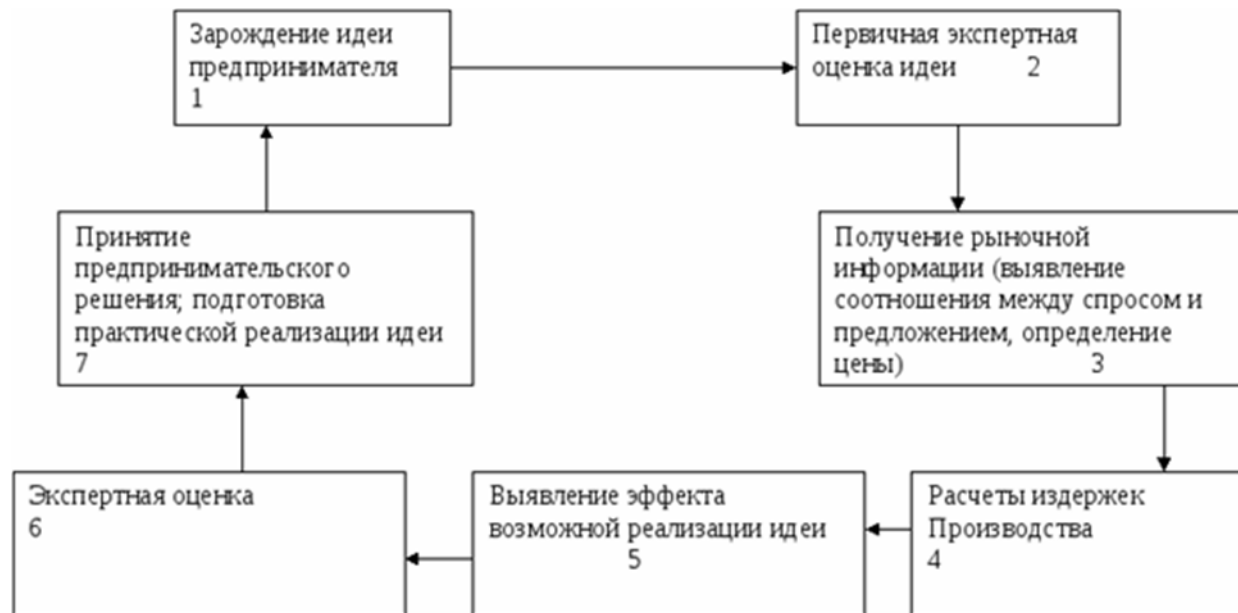 Зарождение идеи
предпринимателя
1
Первичная экспертная
оценка идеи 2
Получение рыночной
информации (выявление
соотношения между спросом и
предложением, определение
цены) 3
Расчеты издержек
Производства
4
Выявление эффекта
возможной реализации идеи
5
Экспертная оценка
6
Принятие
предпринимательского
решения; подготовка
практической реализации идеи
7